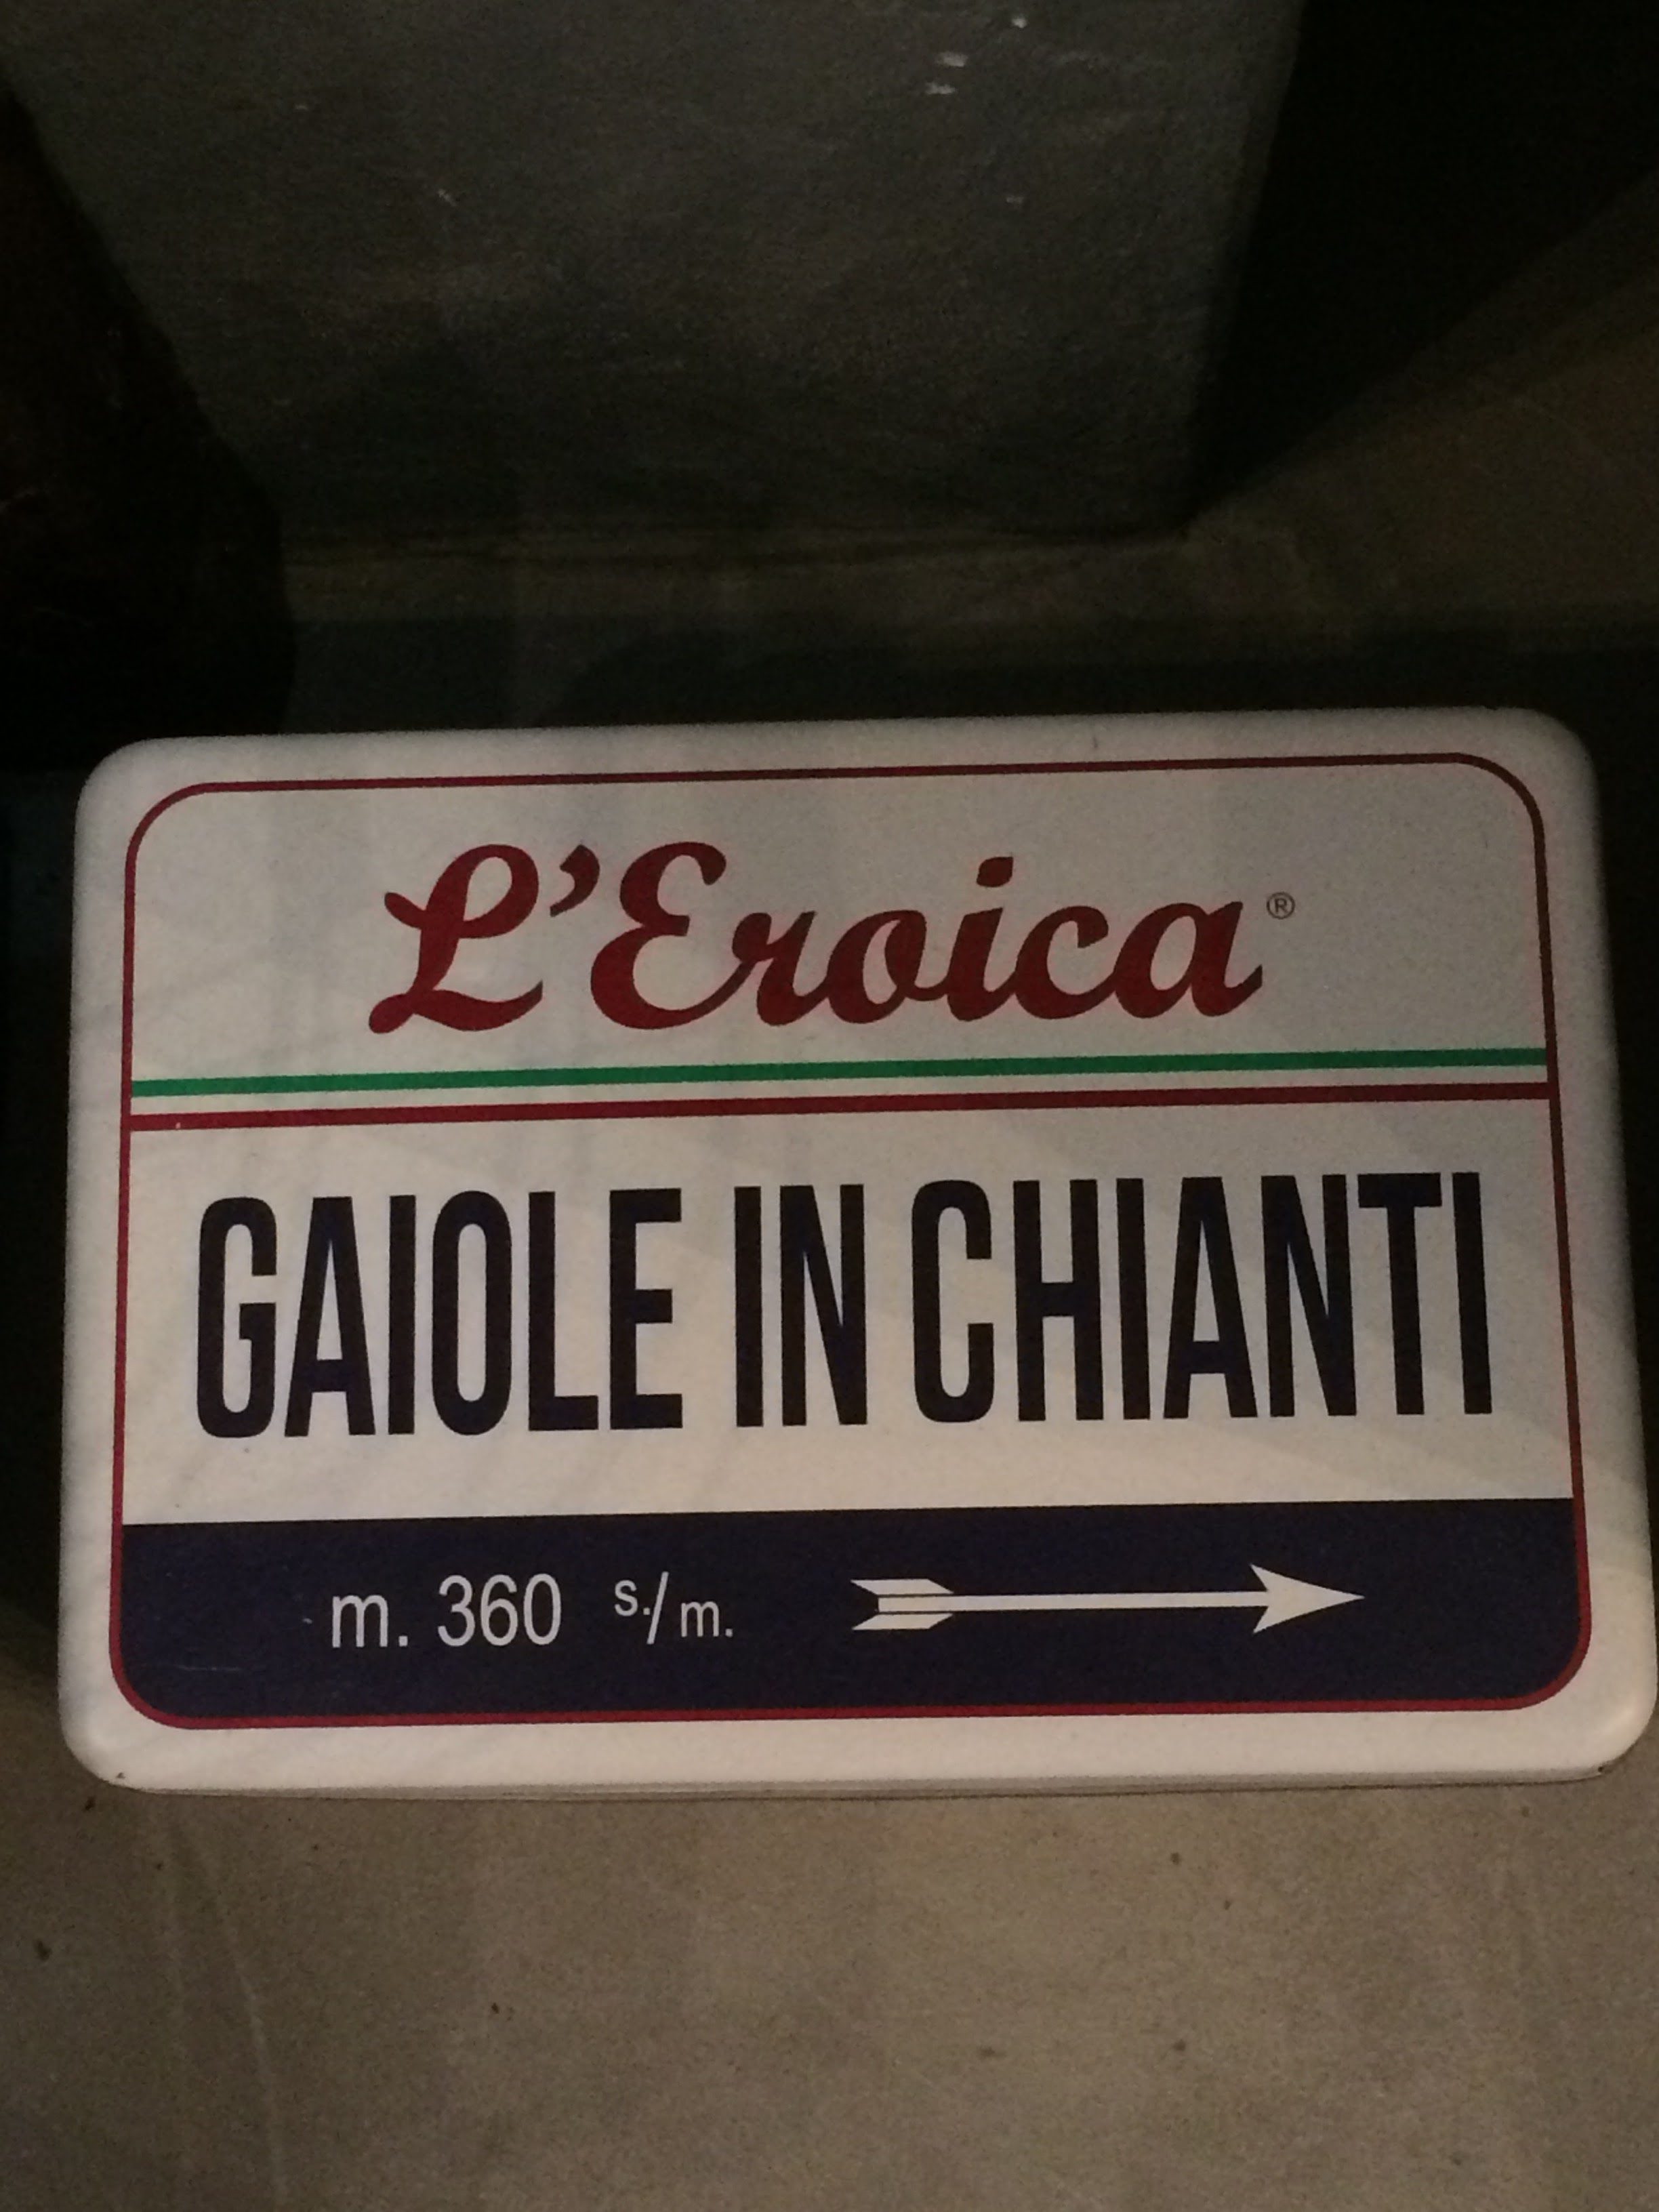 L'Eroica®
GAIOLE IN CHIANTI
m. 360 s./m.